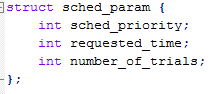 struct sched_param {
    int sched_priority;
    int requested_time;
    int number_of_trials;
};